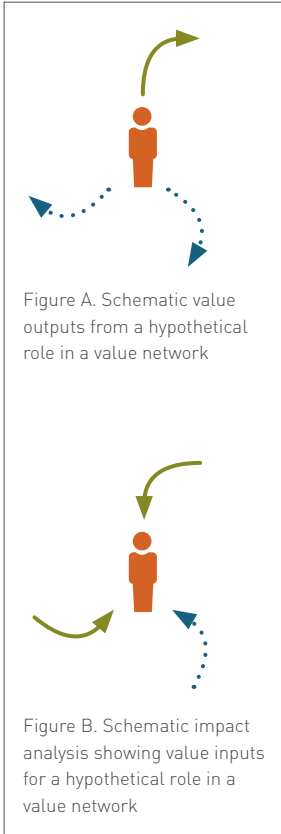 Figure A. Schematic value
outputs from a hypothetical
role in a value network
Figure B. Schematic impact
analysis showing value inputs
for a hypothetical role in a
value network